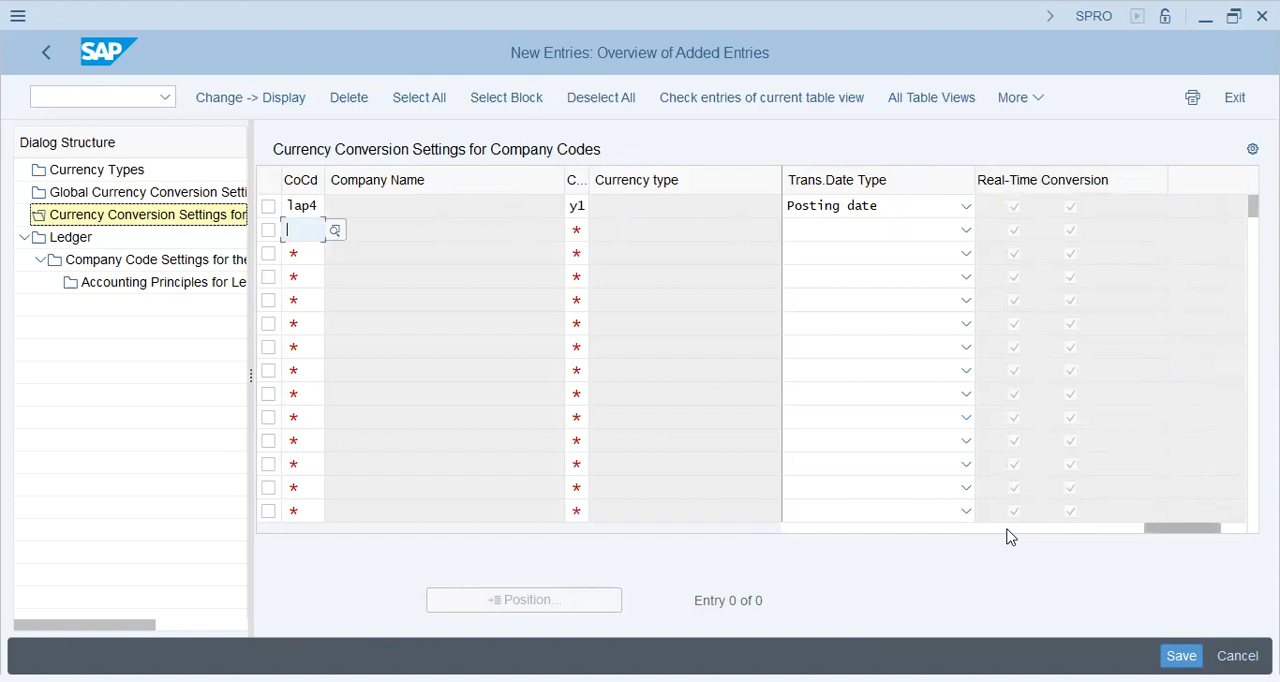 SPRO
SAP
New Entries: Overview of Added Entries
Change -> Display
Delete
Select All
Select Block
Deselect All
Check entries of current table view
All Table Views
More
Exit
Dialog Structure
Currency Types
Global Currency Conversion Setti
Currency Conversion Settings for
Ledger
Company Code Settings for the
Accounting Principles for Le
Currency Conversion Settings for Company Codes
CoCd Company Name C... Currency type Trans.Date Type Real-Time Conversion
lap4 y1 Posting date
*
* *
* *
* *
* *
* *
* *
* *
* *
* *
* *
* *
* *
Position...
Entry 0 of 0
Save
Cancel